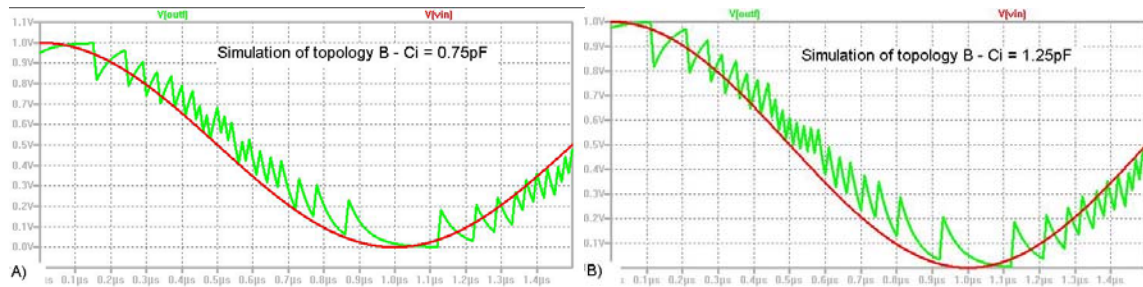 V[outf] V[vin]
1.0V
0.9V
0.8V
0.7V
0.6V
0.5V
0.4V
0.3V
0.2V
0.1V
0.0V
Simulation of topology B - Ci = 0.75pF
0.1µs 0.2µs 0.3µs 0.4µs 0.5µs 0.6µs 0.7µs 0.8µs 0.9µs 1.0µs 1.1µs 1.2µs 1.3µs 1.4µs
A)
V[outf] V[vin]
1.0V
0.9V
0.8V
0.7V
0.6V
0.5V
0.4V
0.3V
0.2V
0.1V
Simulation of topology B - Ci = 1.25pF
0.1µs 0.2µs 0.3µs 0.4µs 0.5µs 0.6µs 0.7µs 0.8µs 0.9µs 1.0µs 1.1µs 1.2µs 1.3µs 1.4µs
B)